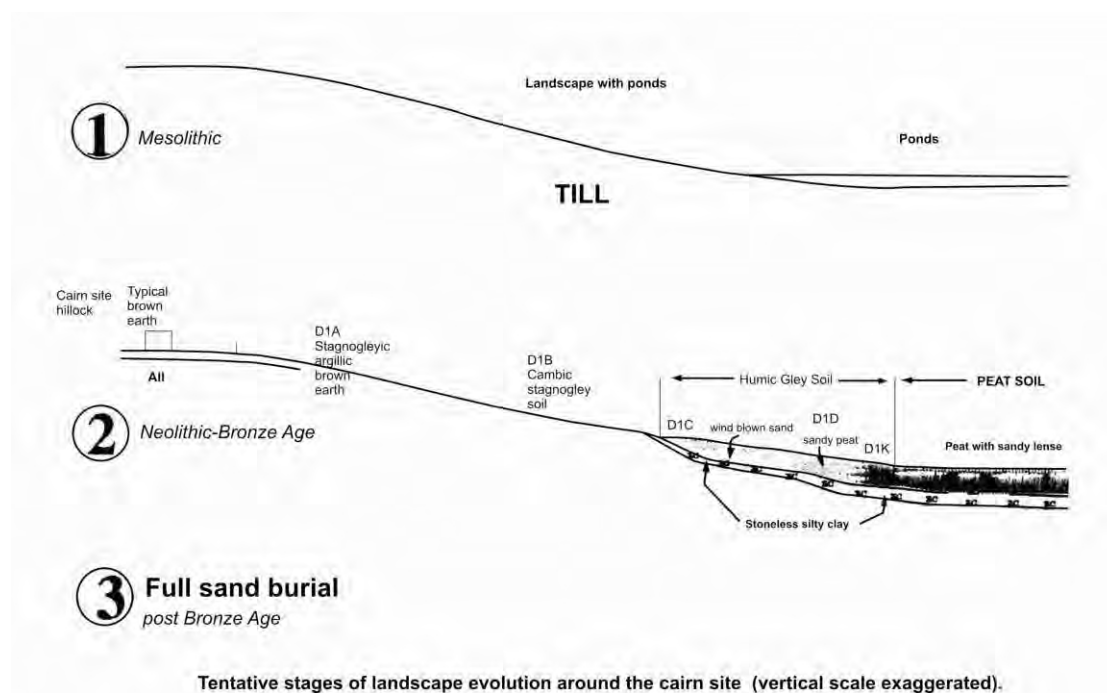 Landscape with ponds
1 Mesolithic
Ponds
TILL
Cairn site
hillock
Typical
brown
earth
All
D1A
Stagnogleyic
argillic
brown
earth
D1B
Cambic
stagnogley
soil
Humic Gley Soil
PEAT SOIL
D1C
wind blown sand
D1D
sandy peat
D1K
Peat with sandy lense
2 Neolithic-Bronze Age
Stoneless silty clay
3 Full sand burial
post Bronze Age
Tentative stages of landscape evolution around the cairn site (vertical scale exaggerated).